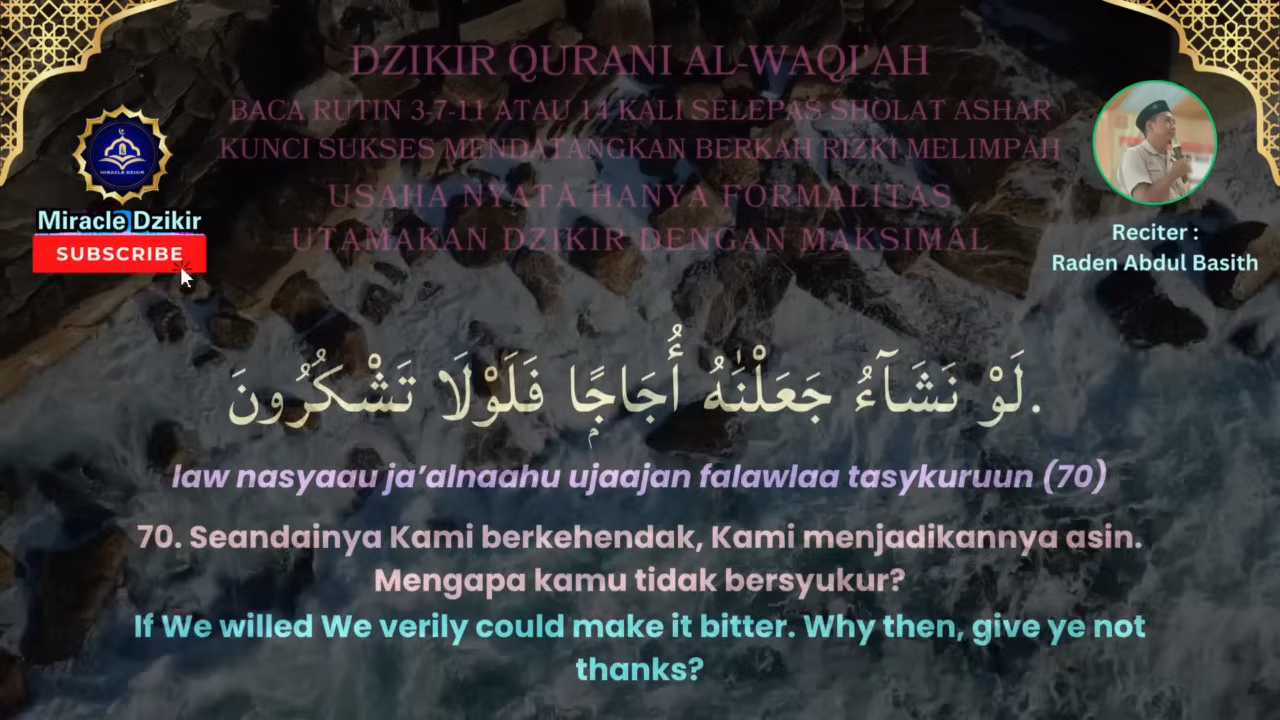 DZIKIR QURANI AL-WAQI'AH
BACA RUTIN 3-7-11 ATAU 14 KALI SELEPAS SHOLAT ASHAR
KUNCI SUKSES MENDATANGKAN BERKAH RIZKI MELIMPAH
USAHA NYATA HANYA FORMALITAS
UTAMAKAN DZIKIR DENGAN MAKSIMAL
MIRACLE DZIKIR
Miracle Dzikir
SUBSCRIBE
Reciter :
Raden Abdul Basith
لَوْ نَشَاۤءُ جَعَلْنٰهُ أُجَاجًاۭ فَلَوْلَا تَشْكُرُونَ.
law nasyaau ja’alnaahu ujaajan falawlaa tasykuruun (70)
70. Seandainya Kami berkehendak, Kami menjadikannya asin.
Mengapa kamu tidak bersyukur?
If We willed We verily could make it bitter. Why then, give ye not
thanks?